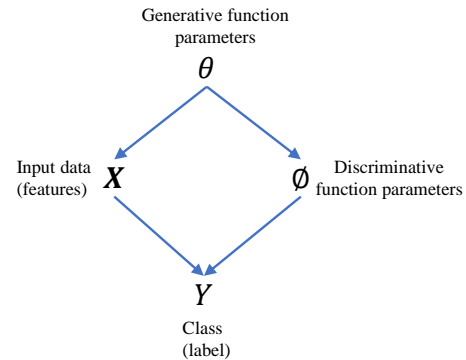 Generative function
parameters
θ
Input data
(features)
X
∅
Discriminative
function parameters
Y
Class
(label)